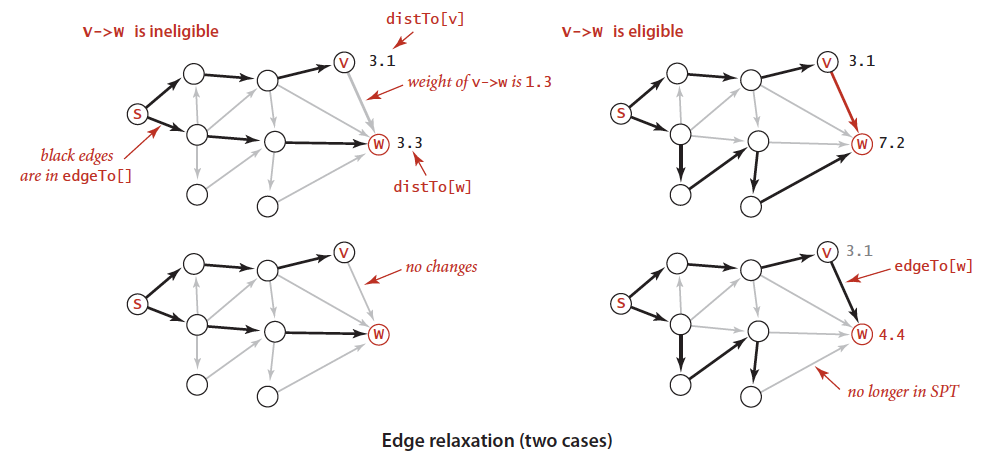 v->w is ineligible
distTo[v]
v
3.1
weight of v->w is 1.3
s
black edges
are in edgeTo[]
w
3.3
distTo[w]
v->w is eligible
v
3.1
s
w
7.2
v
no changes
s
w
v
3.1
edgeTo[w]
s
w
4.4
no longer in SPT
Edge relaxation (two cases)